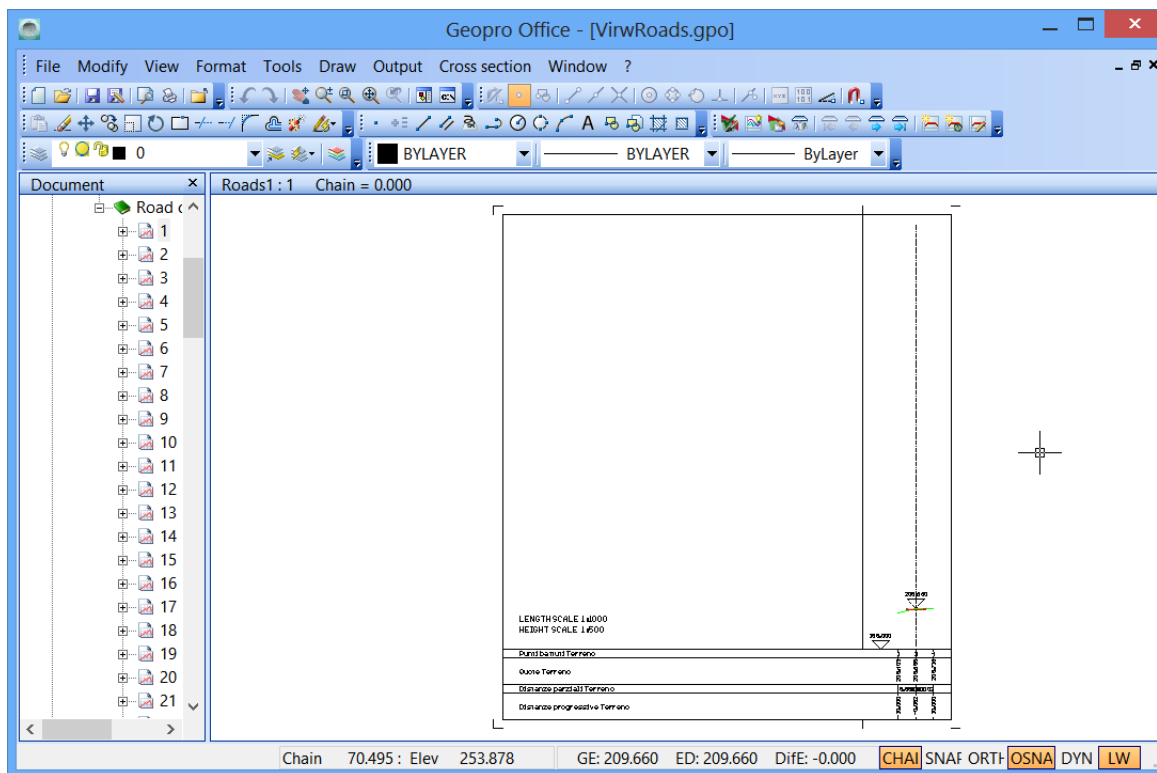 Geopro Office - [VirwRoads.gpo]
File Modify View Format Tools Draw Output Cross section Window ?
0 BYLAYER BYLAYER ByLayer
Document
Roads1 : 1 Chain = 0.000
Road
1
2
3
4
5
6
7
8
9
10
11
12
13
14
15
16
17
18
19
20
21
LENGTH SCALE
HEIGHT SCALE
Punti battuti Terreno
Quote Terreno
Distanze parziali Terreno
Distanze progressive Terreno
Chain 70.495 : Elev 253.878 GE: 209.660 ED: 209.660 DifE: -0.000 CHAI SNAF ORTH OSNA DYN LW